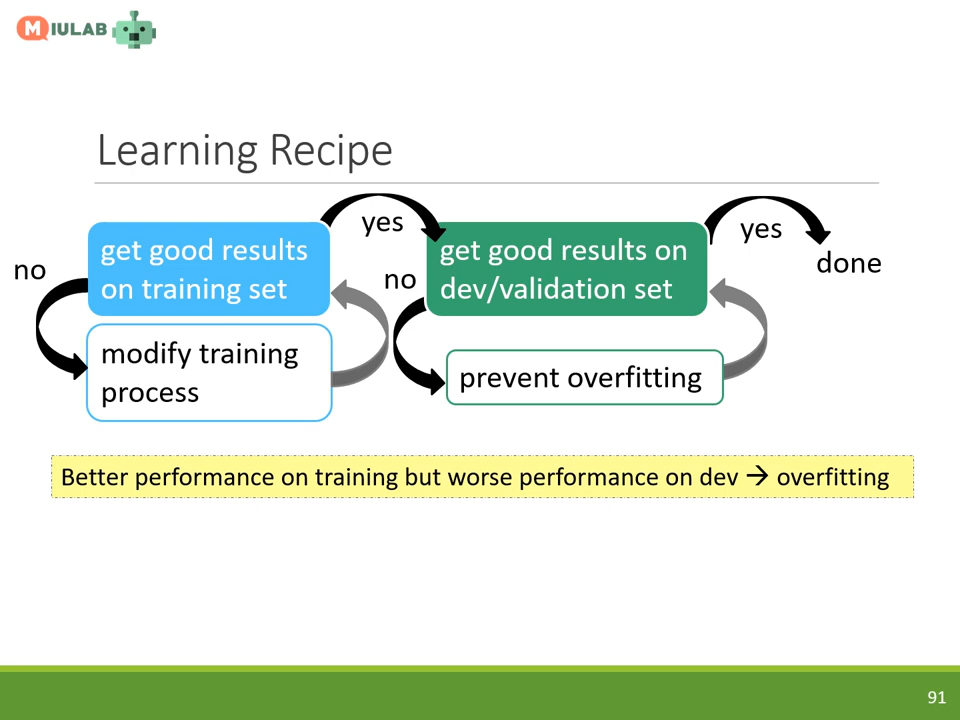 MIULAB
Learning Recipe
yes
yes
get good results
on training set
get good results on
dev/validation set
no
no
done
modify training
process
prevent overfitting
Better performance on training but worse performance on dev → overfitting
91